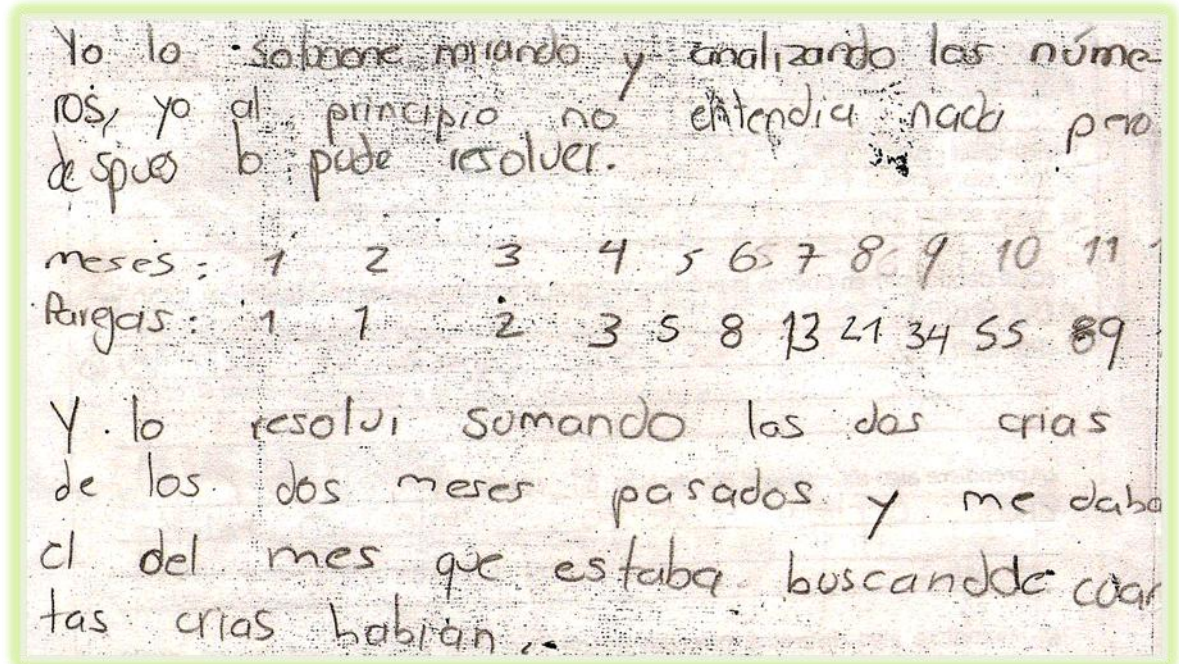 Yo lo solucione mirando y analizando los núme-
ros, yo al principio no entendia nada pero
despues lo pude resolver.
meses: 1 2 3 4 5 6 7 8 9 10 11
Parejas: 1 1 2 3 5 8 13 21 34 55 89
Y lo resolvi sumando las dos crias
de los dos meses pasados y me daba
el del mes que estaba buscando cuan
tas crias habian.